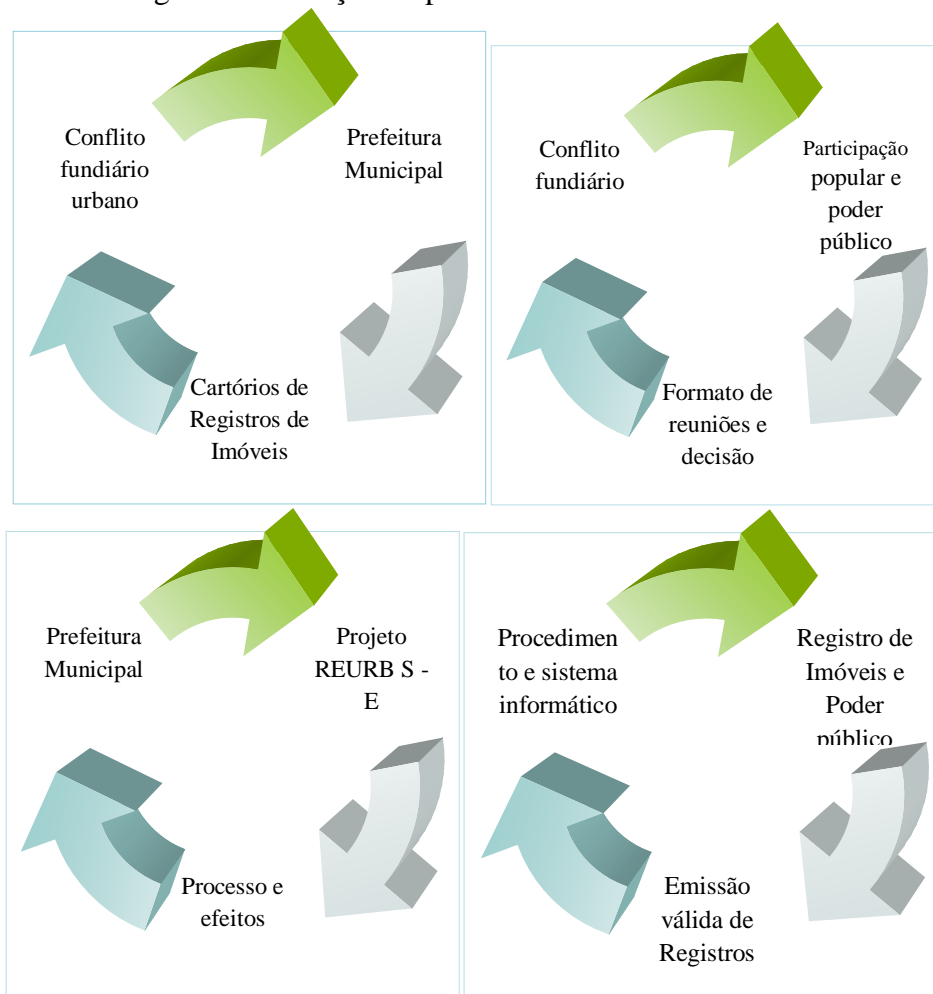 Conflito
fundiário
urbano
Prefeitura
Municipal
Cartórios de
Registros de
Imóveis
Conflito
fundiário
Participação
popular e
poder
público
Formato de
reuniões e
decisão
Prefeitura
Municipal
Projeto
REURB S -
E
Processo e
efeitos
Procedimen
to e sistema
informático
Registro de
Imóveis e
Poder
público
Emissão
válida de
Registros